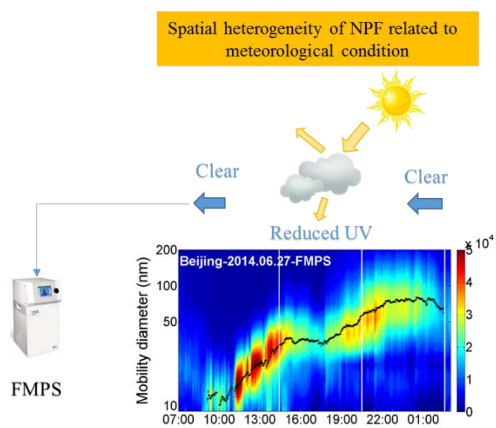 Spatial heterogeneity of NPF related to
meteorological condition
Clear
Clear
Reduced UV
x 10^4
Beijing-2014.06.27-FMPS
Mobility diameter (nm)
200
100
50
10
07:00 10:00 13:00 16:00 19:00 22:00 01:00
5
4
3
2
1
0
FMPS